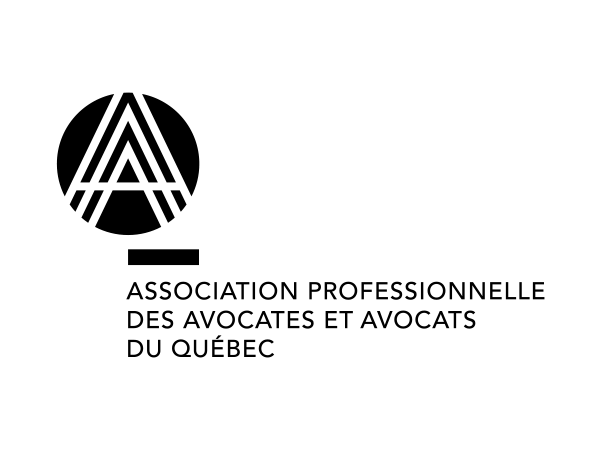 ASSOCIATION PROFESSIONNELLE
DES AVOCATES ET AVOCATS
DU QUÉBEC